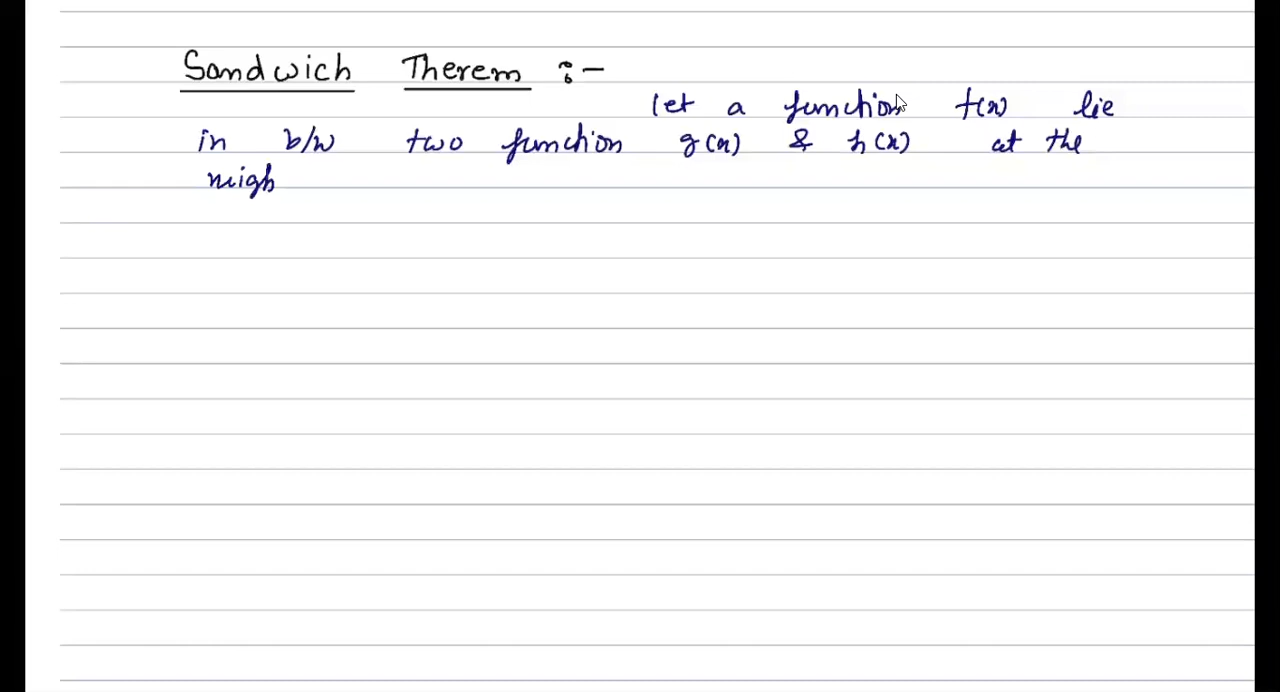 Sandwich Therem :-
let a function f(x) lie
in b/w two function g(x) & h(x) at the
neigh